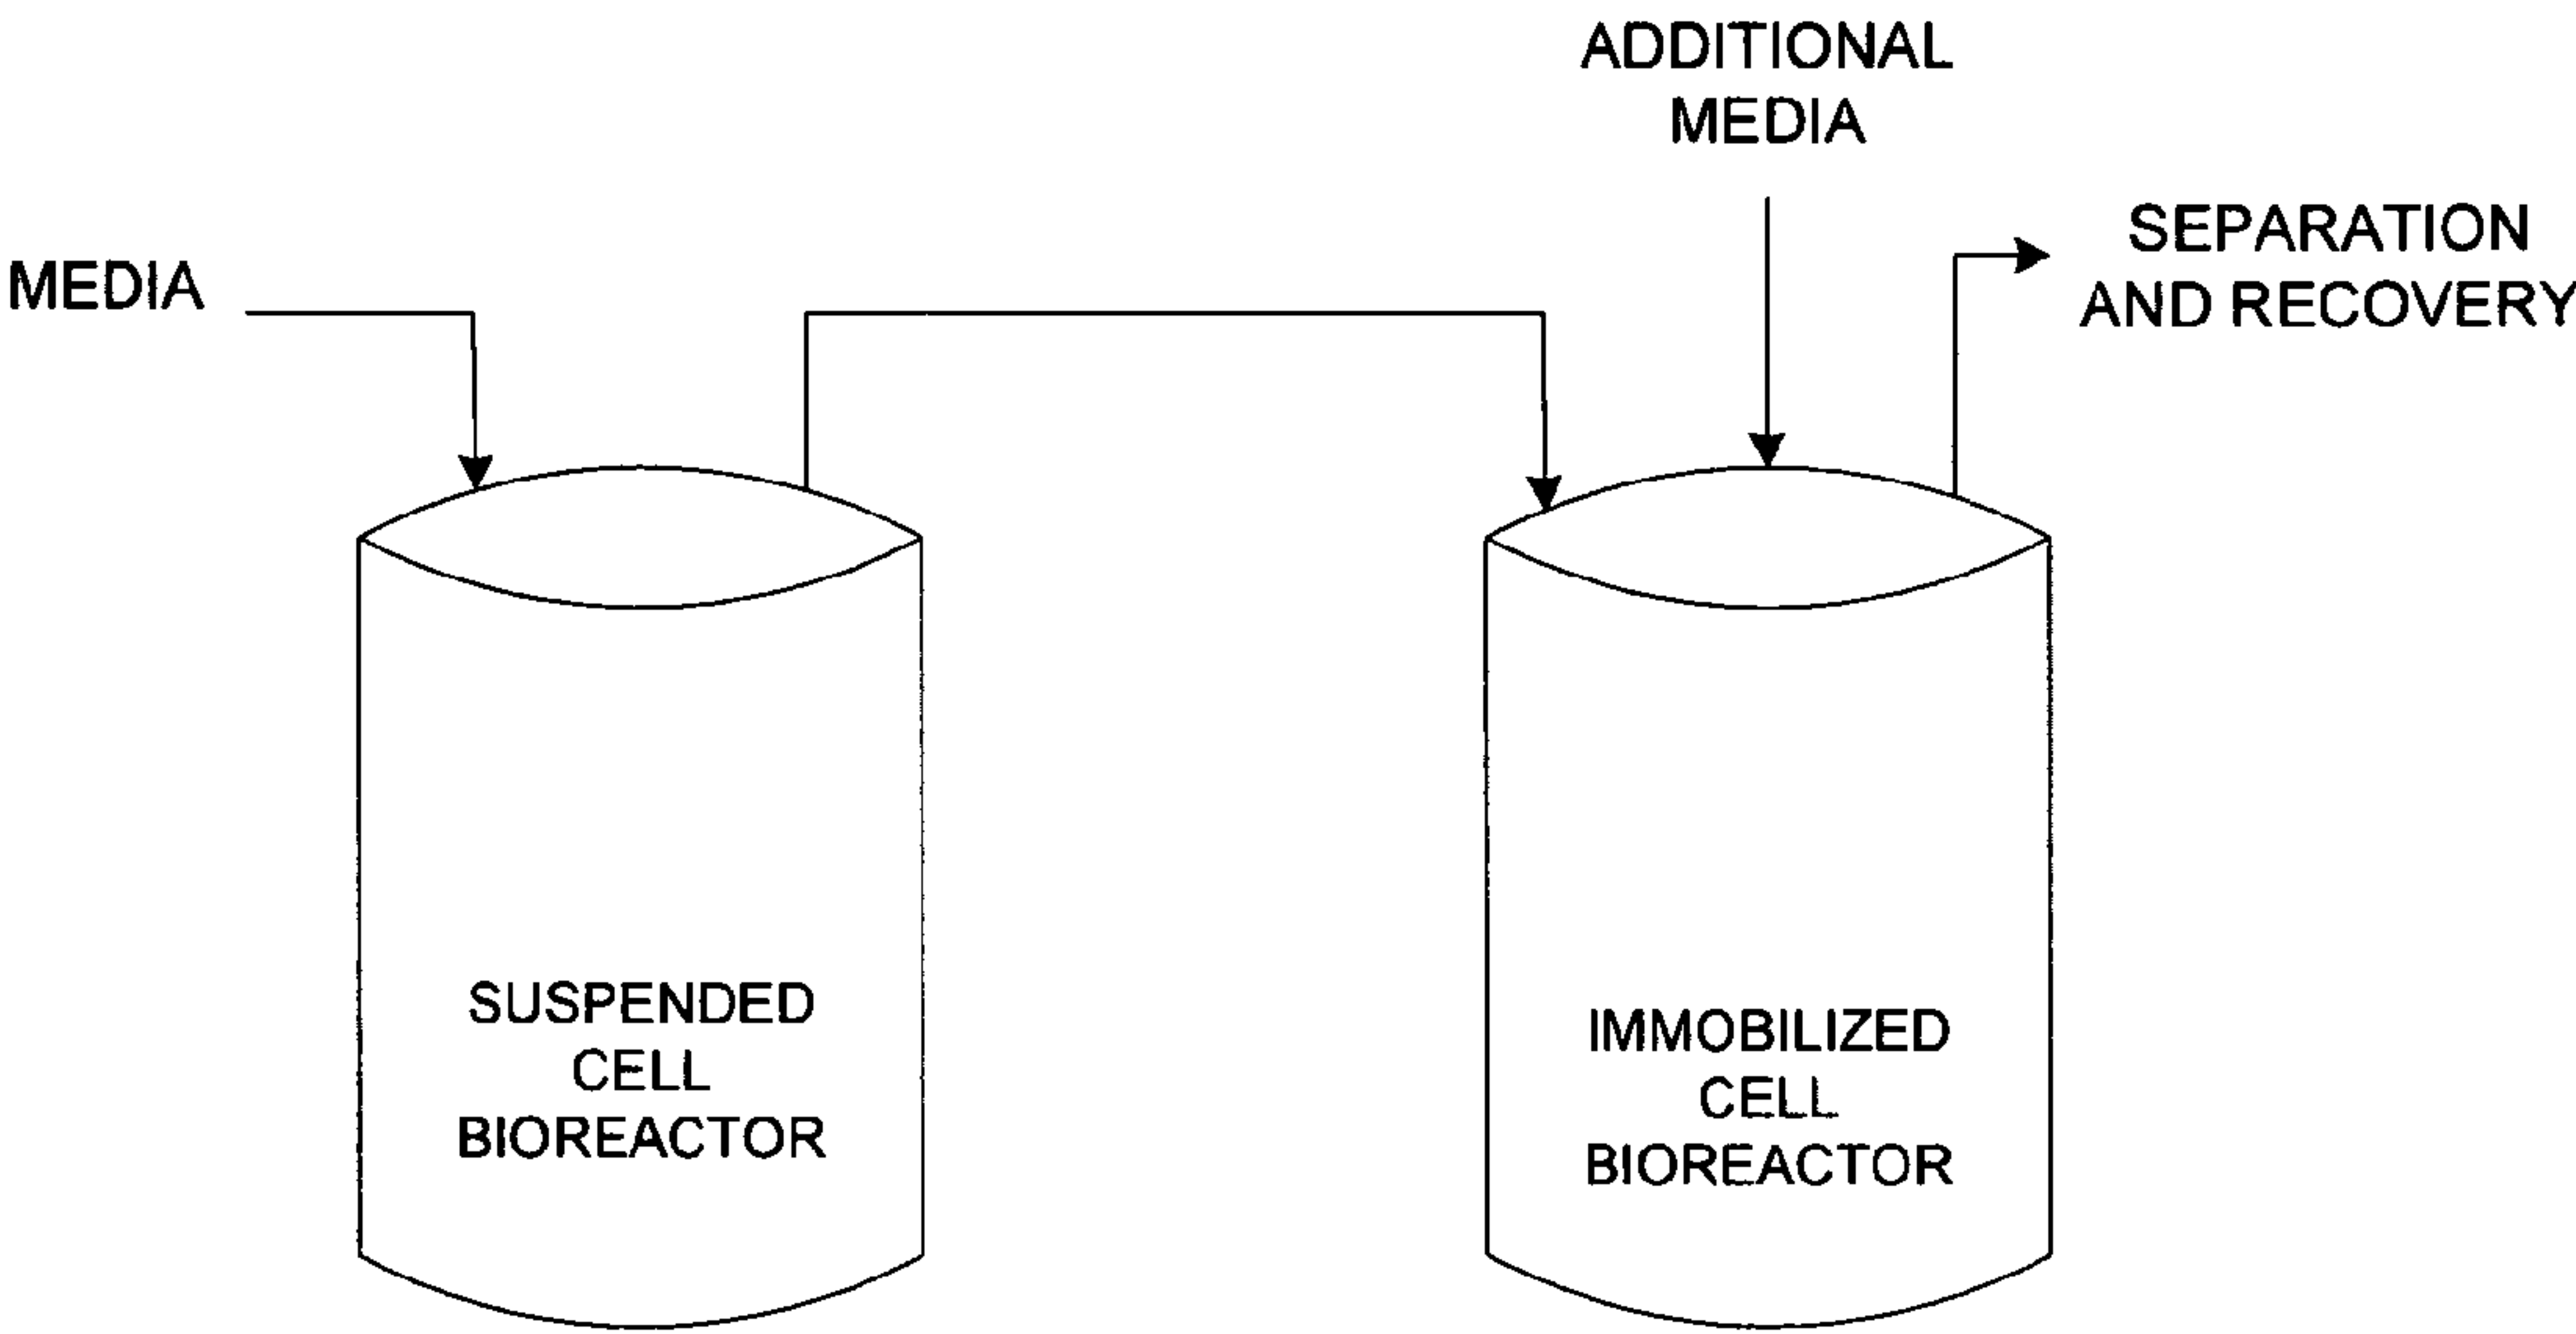 ADDITIONAL
MEDIA
SEPARATION
AND RECOVERY
MEDIA
SUSPENDED
CELL
BIOREACTOR
IMMOBILIZED
CELL
BIOREACTOR